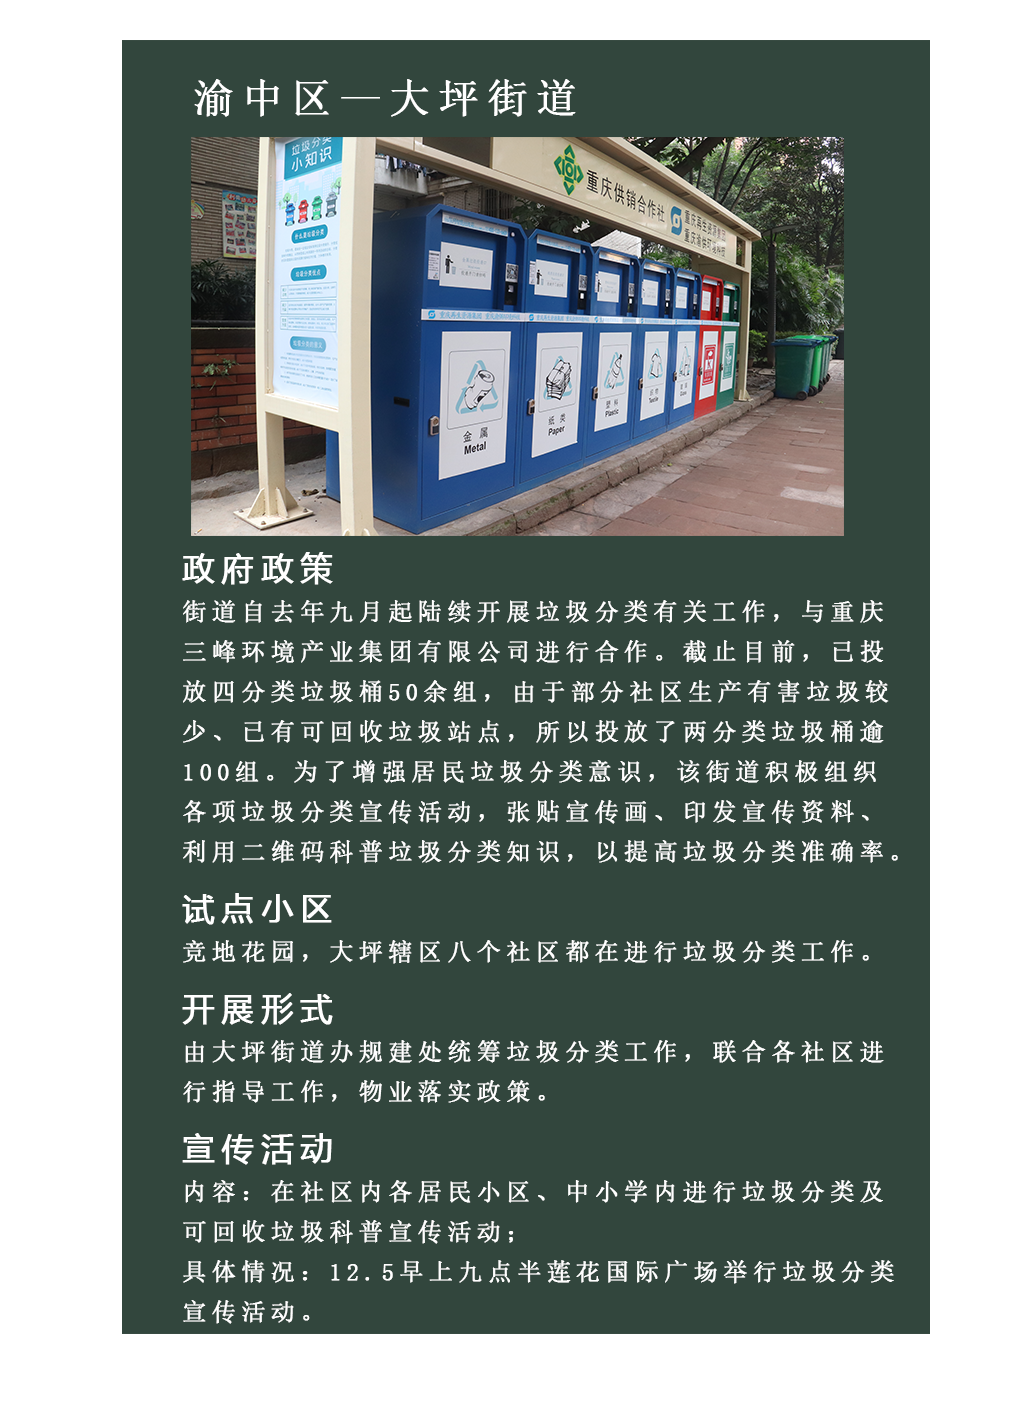 渝中区—大坪街道
垃圾分类
小知识
什么是垃圾分类
垃圾分类优点
重庆供销合作社
金属
Metal
纸类
Paper
塑料
Plastic
Textile
政府政策
街道自去年九月起陆续开展垃圾分类有关工作，与重庆
三峰环境产业集团有限公司进行合作。截止目前，已投
放四分类垃圾桶50余组，由于部分社区生产有害垃圾较
少、已有可回收垃圾站点，所以投放了两分类垃圾桶逾
100组。为了增强居民垃圾分类意识，该街道积极组织
各项垃圾分类宣传活动，张贴宣传画、印发宣传资料、
利用二维码科普垃圾分类知识，以提高垃圾分类准确率。
试点小区
竞地花园，大坪辖区八个社区都在进行垃圾分类工作。
开展形式
由大坪街道办规建处统筹垃圾分类工作，联合各社区进
行指导工作，物业落实政策。
宣传活动
内容：在社区内各居民小区、中小学内进行垃圾分类及
可回收垃圾科普宣传活动；
具体情况：12.5早上九点半莲花国际广场举行垃圾分类
宣传活动。